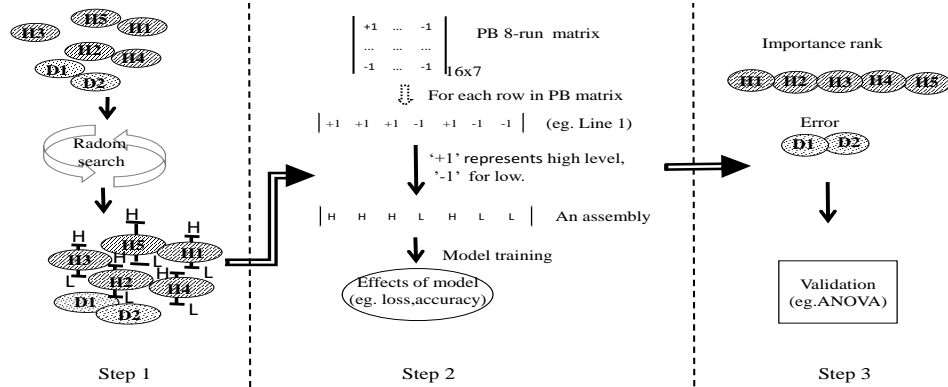 H5
H3
H1
H2
H4
D1
D2
Radom
search
H
H
H5
H
H1
H3
H
L
H
L
L
H2
H4
L
D1
L
L
D2
Step 1
+1 ... -1
... ... ...
-1 ... -1
16x7
PB 8-run matrix
For each row in PB matrix
| +1 +1 +1 -1 +1 -1 -1 | (eg. Line 1)
‘+1’ represents high level,
’-1’ for low.
| H H H L H L L | An assembly
Model training
Effects of model
(eg. loss,accuracy)
Step 2
Importance rank
H1 H2 H3 H4 H5
Error
D1 D2
Validation
(eg.ANOVA)
Step 3